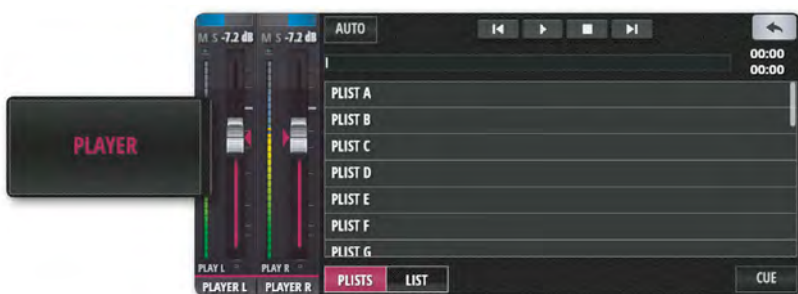 PLAYER
M S -7.2 dB
M S -7.2 dB
PLAY L
PLAY R
PLAYER L
PLAYER R
AUTO
00:00
00:00
PLIST A
PLIST B
PLIST C
PLIST D
PLIST E
PLIST F
PLIST G
PLISTS
LIST
CUE